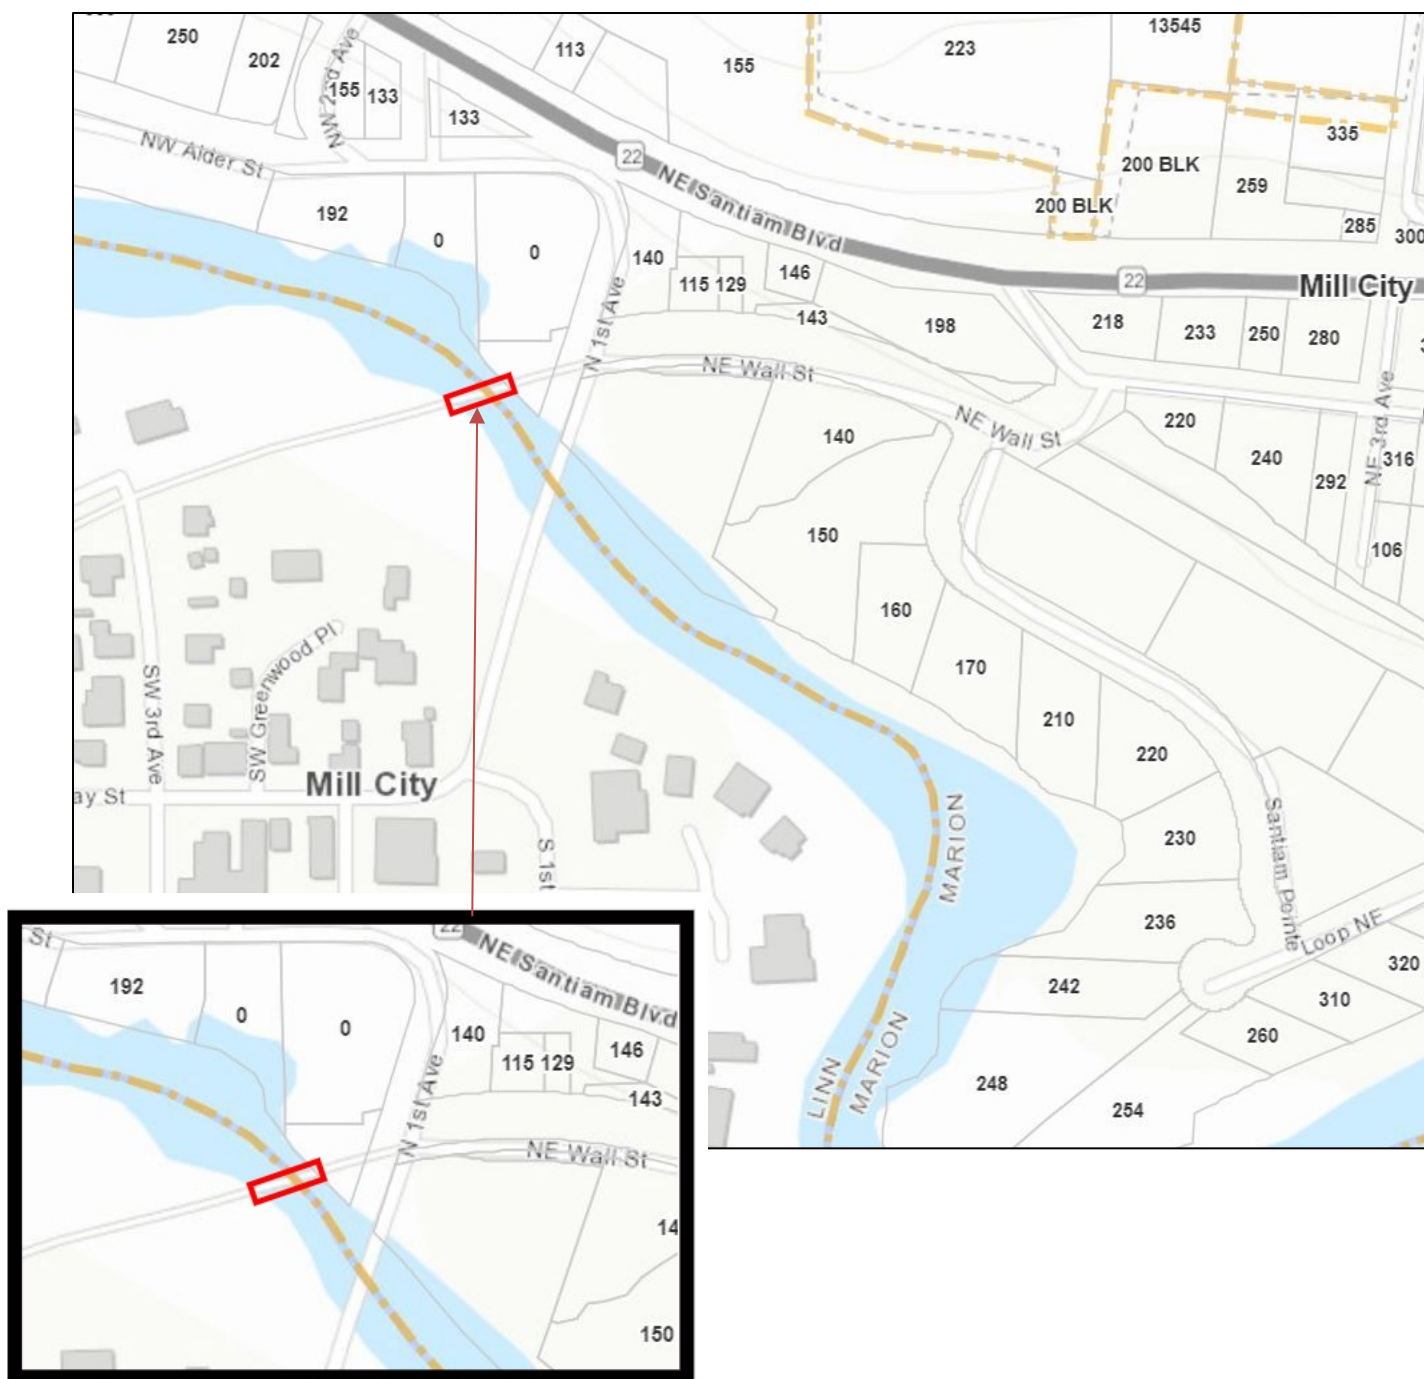 250
202
NW 2nd Ave
155
133
133
113
155
223
13545
335
NW Alder St
22
NE Santiam Blvd
200 BLK
200 BLK
259
285
300
192
0
0
140
115
129
146
143
198
22
Mill City
218
233
250
280
N 1st Ave
NE Wall St
NE Wall St
220
240
292
NE 3rd Ave
316
106
140
150
160
170
210
220
230
236
242
248
254
260
310
320
SW 3rd Ave
SW Greenwood Pl
Mill City
ay St
S 1st
MARION
LINN
MARION
Santiam Pointe
Loop NE
St
192
0
0
22
NE Santiam Blvd
140
115
129
146
143
N 1st Ave
NE Wall St
14
150